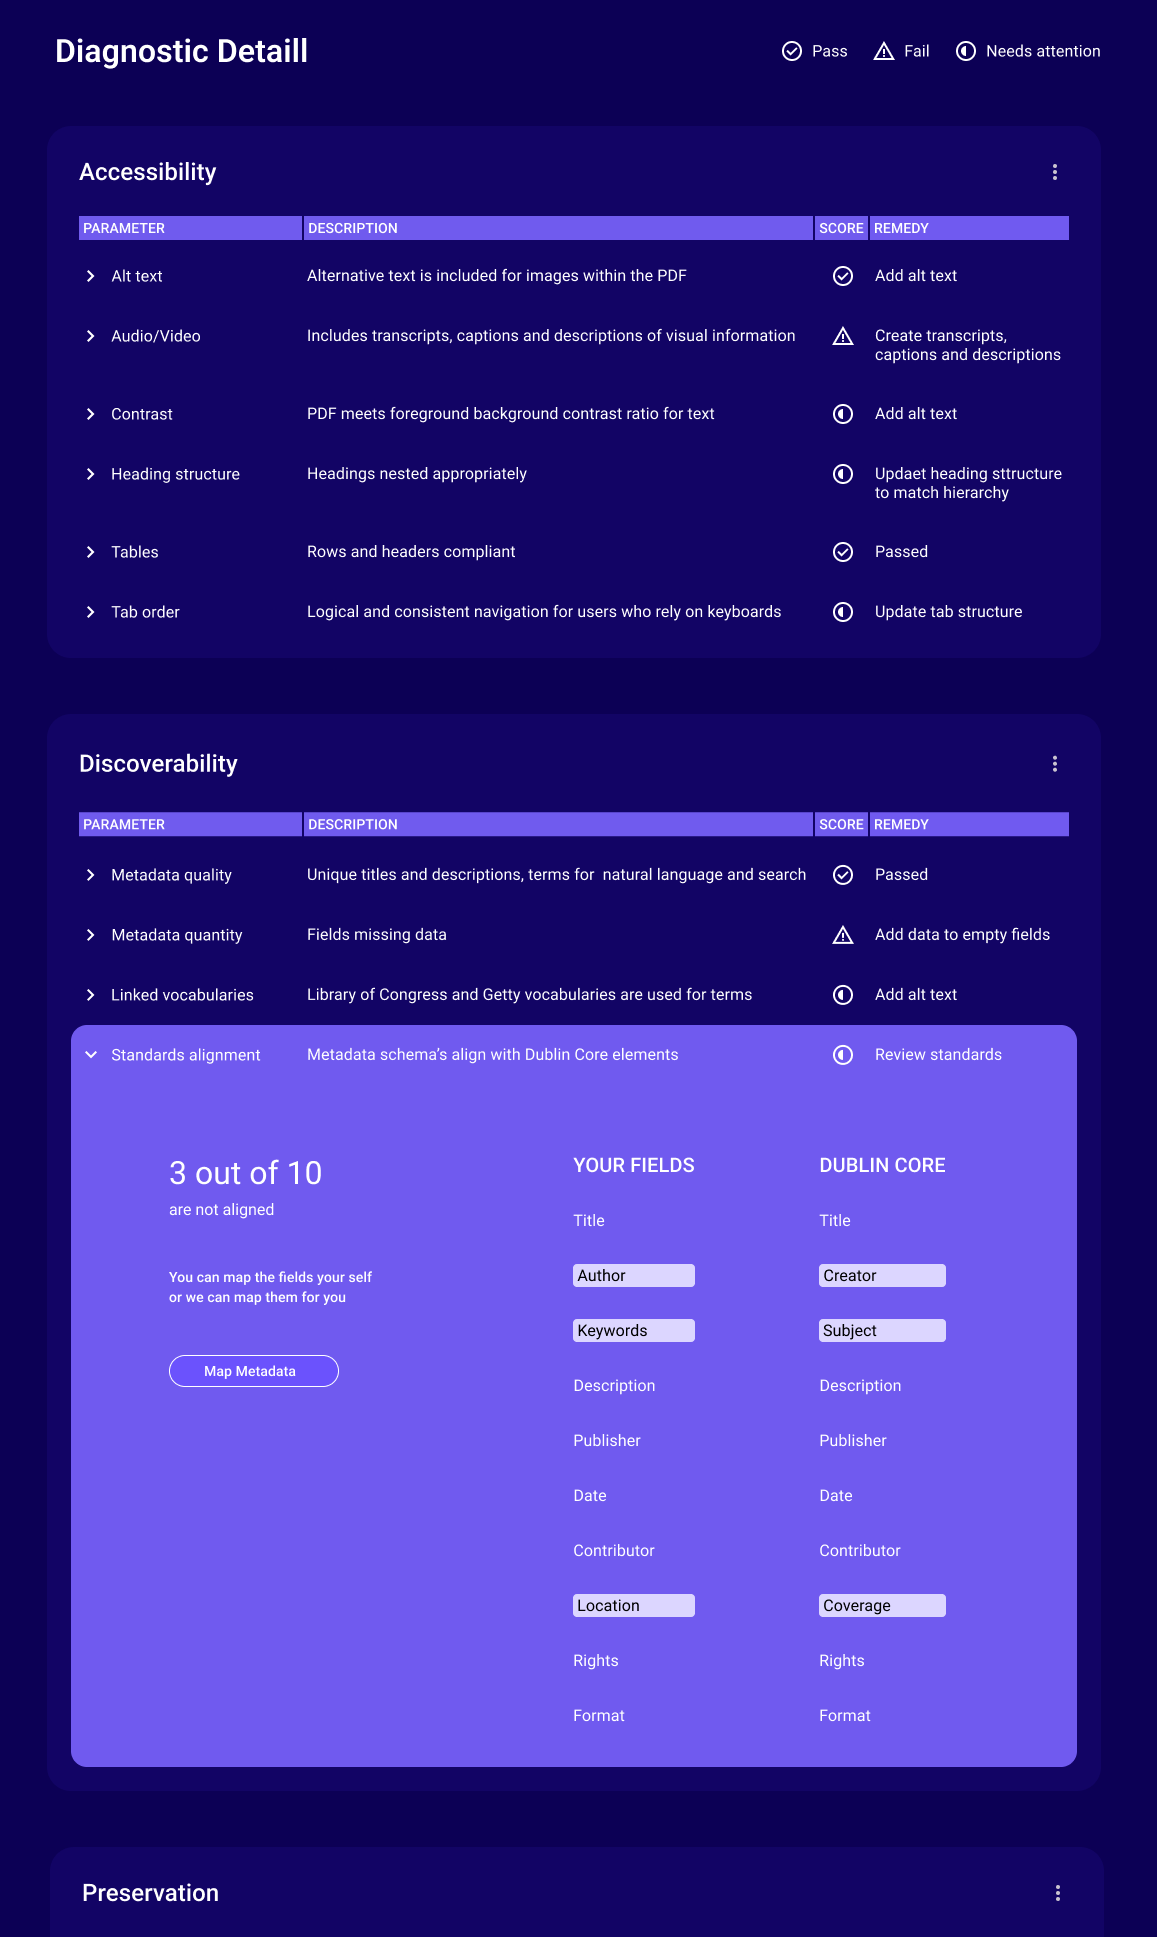 Diagnostic Detaill
Pass Fail Needs attention
Accessibility
PARAMETER DESCRIPTION SCORE REMEDY
Alt text Alternative text is included for images within the PDF Add alt text
Audio/Video Includes transcripts, captions and descriptions of visual information Create transcripts,
captions and descriptions
Contrast PDF meets foreground background contrast ratio for text Add alt text
Heading structure Headings nested appropriately Updaet heading sttructure
to match hierarchy
Tables Rows and headers compliant Passed
Tab order Logical and consistent navigation for users who rely on keyboards Update tab structure
Discoverability
PARAMETER DESCRIPTION SCORE REMEDY
Metadata quality Unique titles and descriptions, terms for  natural language and search Passed
Metadata quantity Fields missing data Add data to empty fields
Linked vocabularies Library of Congress and Getty vocabularies are used for terms Add alt text
Standards alignment Metadata schema’s align with Dublin Core elements Review standards
3 out of 10
are not aligned
You can map the fields your self
or we can map them for you
Map Metadata
YOUR FIELDS DUBLIN CORE
Title Title
Author Creator
Keywords Subject
Description Description
Publisher Publisher
Date Date
Contributor Contributor
Location Coverage
Rights Rights
Format Format
Preservation